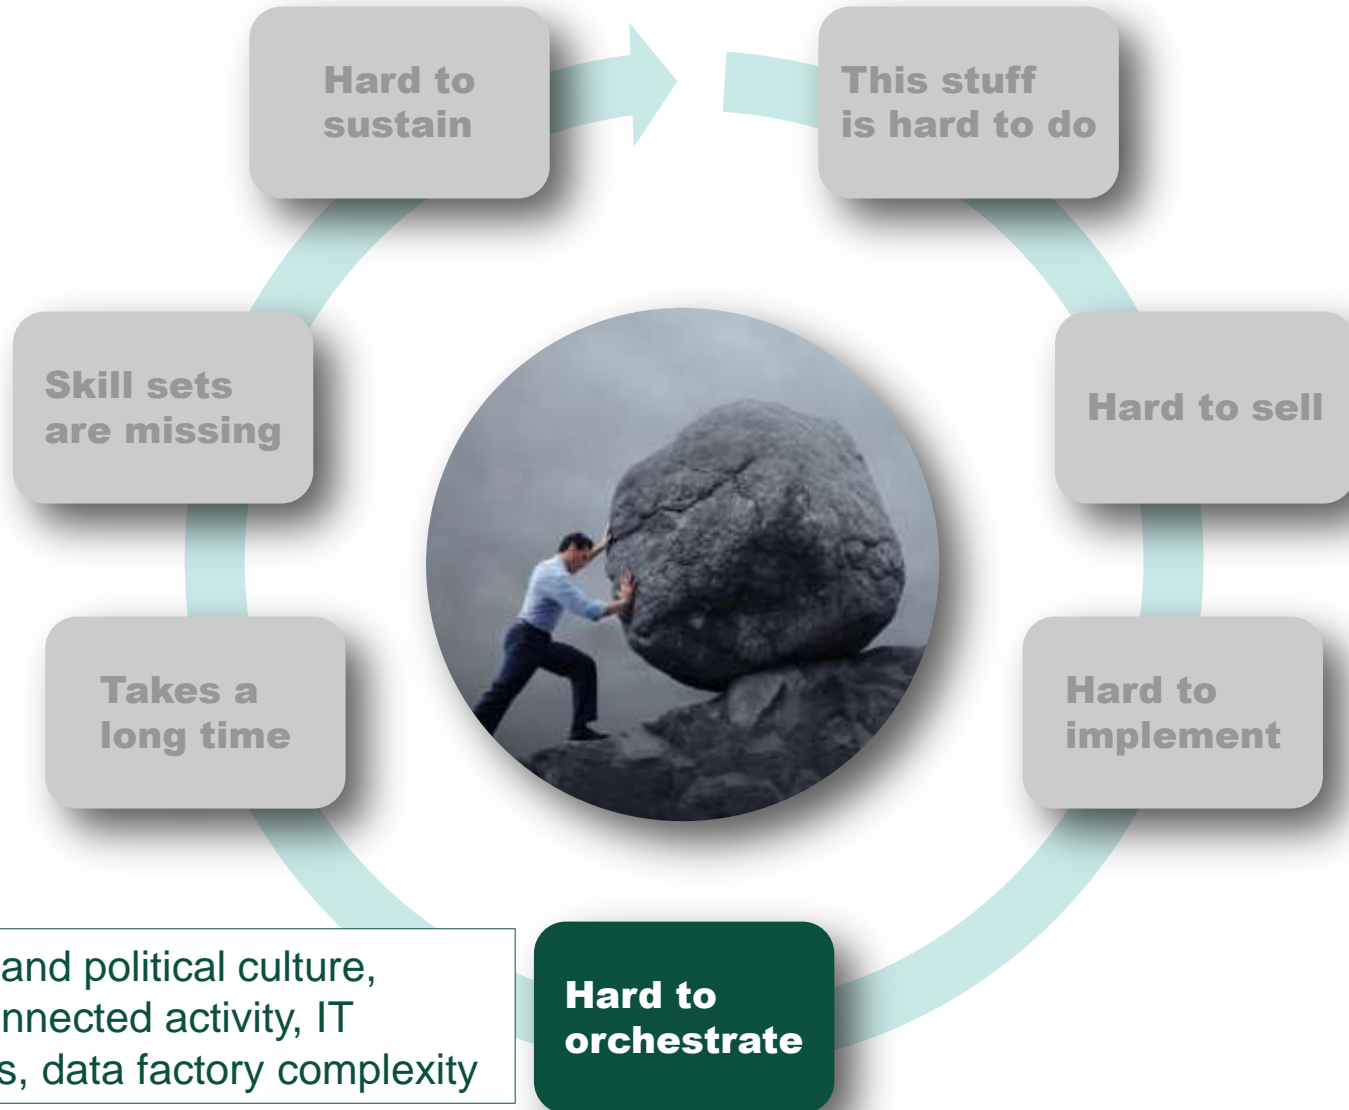 This stuff
is hard to do
Hard to sell
Hard to
implement
Hard to
orchestrate
and political culture,
activity, IT
data factory complexity
Takes a
long time
Skill sets
are missing
Hard to
sustain